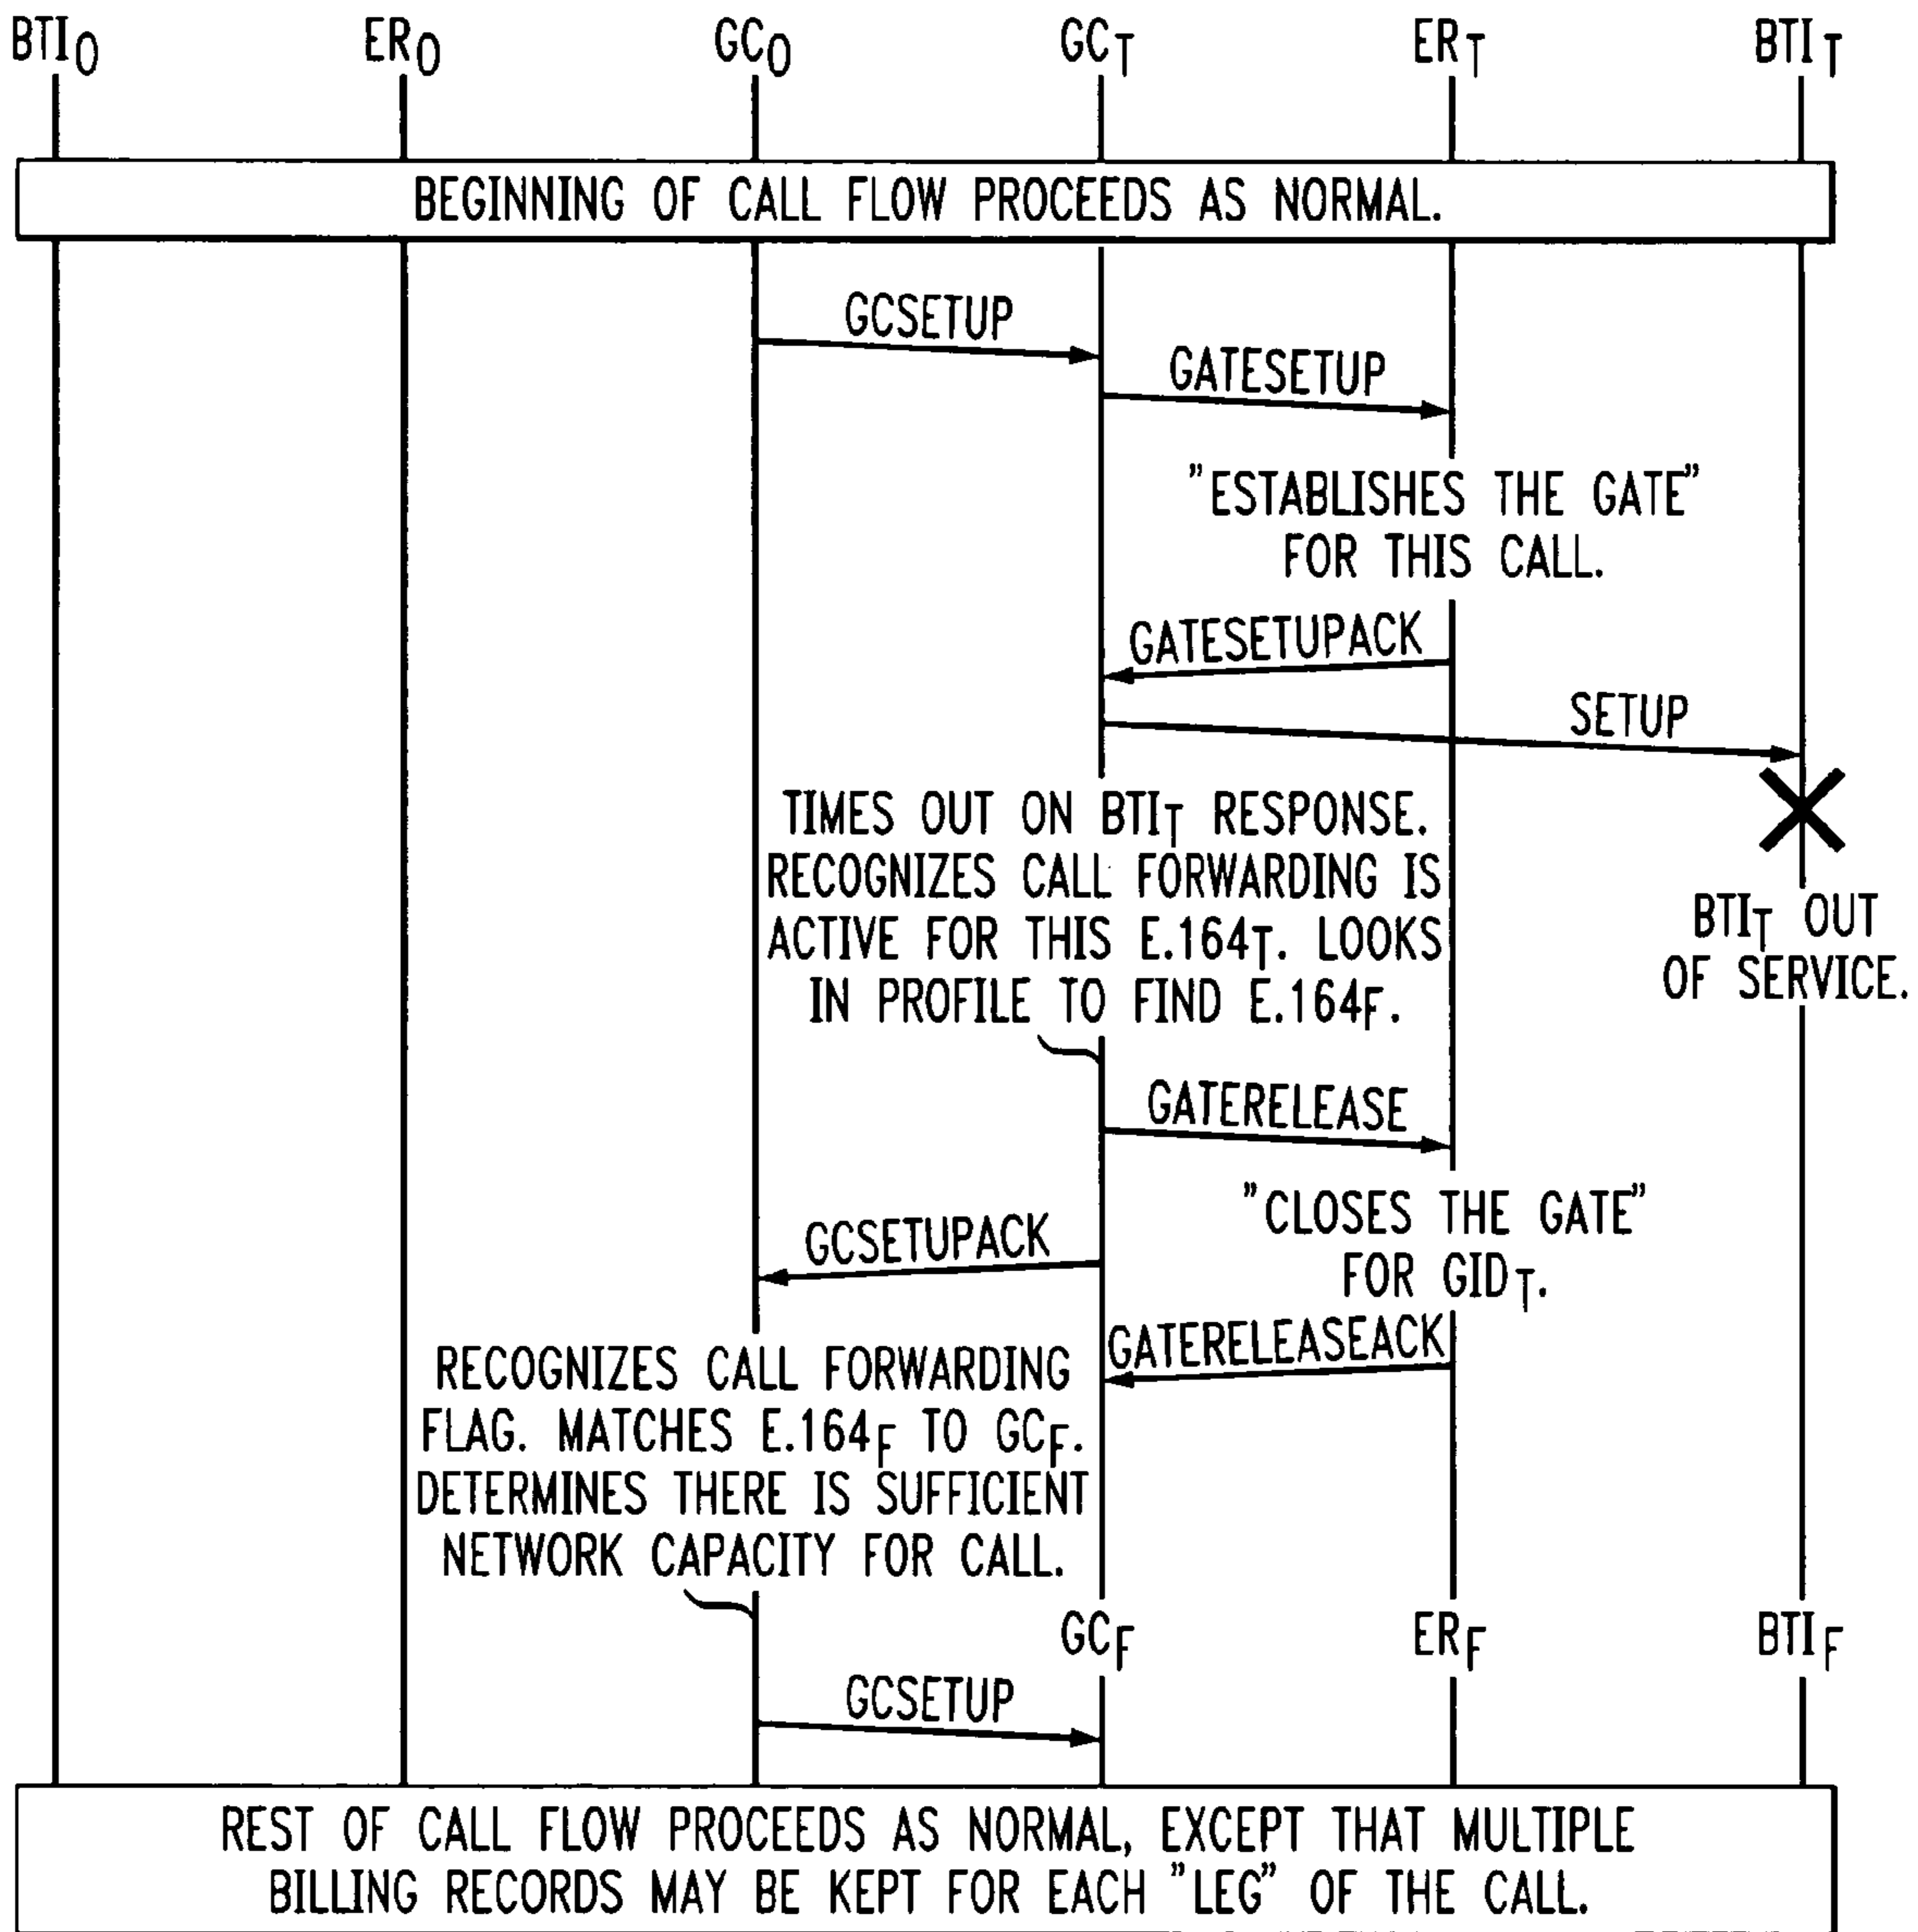 BTIO ERO GCO GCT ERT BTIT
BEGINNING OF CALL FLOW PROCEEDS AS NORMAL.
GCSETUP
GATESETUP
"ESTABLISHES THE GATE"
FOR THIS CALL.
GATESETUPACK
SETUP
TIMES OUT ON BTIT RESPONSE.
RECOGNIZES CALL FORWARDING IS
ACTIVE FOR THIS E.164T. LOOKS
IN PROFILE TO FIND E.164F.
BTIT OUT
OF SERVICE.
GATERELEASE
"CLOSES THE GATE"
FOR GIDT.
GCSETUPACK
GATERELEASEACK
RECOGNIZES CALL FORWARDING
FLAG. MATCHES E.164F TO GCF.
DETERMINES THERE IS SUFFICIENT
NETWORK CAPACITY FOR CALL.
GCF ERF BTIF
GCSETUP
REST OF CALL FLOW PROCEEDS AS NORMAL, EXCEPT THAT MULTIPLE
BILLING RECORDS MAY BE KEPT FOR EACH "LEG" OF THE CALL.